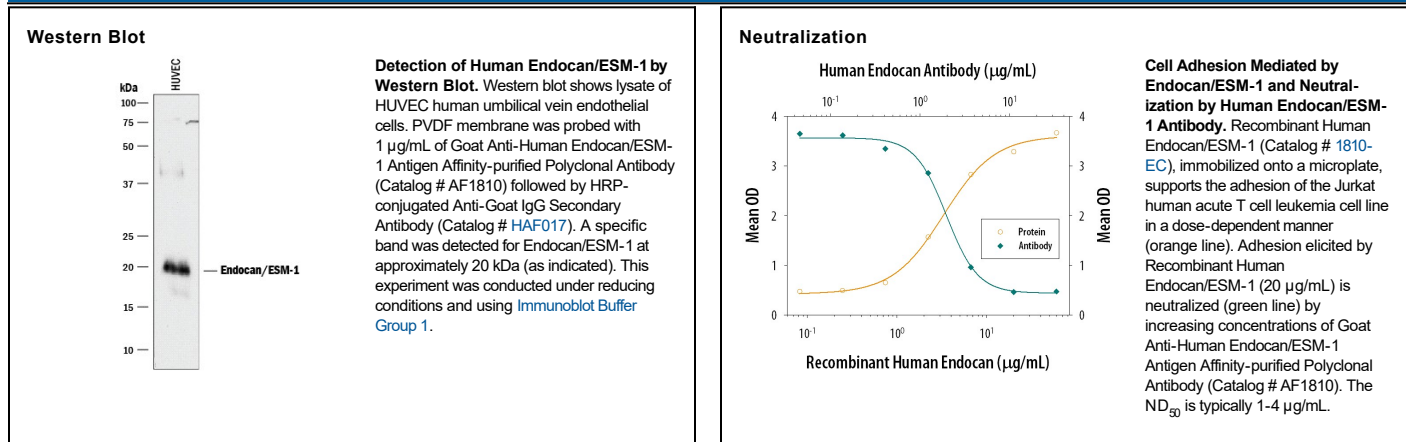 Western Blot
HUVEC
kDa
100
75
50
37
25
20
15
10
Endocan/ESM-1
Detection of Human Endocan/ESM-1 by
Western Blot. Western blot shows lysate of
HUVEC human umbilical vein endothelial
cells. PVDF membrane was probed with
1 µg/mL of Goat Anti-Human Endocan/ESM-
1 Antigen Affinity-purified Polyclonal Antibody
(Catalog # AF1810) followed by HRP-
conjugated Anti-Goat IgG Secondary
Antibody (Catalog # HAF017). A specific
band was detected for Endocan/ESM-1 at
approximately 20 kDa (as indicated). This
experiment was conducted under reducing
conditions and using Immunoblot Buffer
Group 1.
Neutralization
Human Endocan Antibody (µg/mL)
10⁻¹ 10⁰ 10¹
4 4
3 3
2 2
1 1
0 0
Mean OD
Mean OD
Protein
Antibody
10⁻¹ 10⁰ 10¹
Recombinant Human Endocan (µg/mL)
Cell Adhesion Mediated by
Endocan/ESM-1 and Neutral-
ization by Human Endocan/ESM-
1 Antibody. Recombinant Human
Endocan/ESM-1 (Catalog # 1810-
EC), immobilized onto a microplate,
supports the adhesion of the Jurkat
human acute T cell leukemia cell line
in a dose-dependent manner
(orange line). Adhesion elicited by
Recombinant Human
Endocan/ESM-1 (20 µg/mL) is
neutralized (green line) by
increasing concentrations of Goat
Anti-Human Endocan/ESM-1
Antigen Affinity-purified Polyclonal
Antibody (Catalog # AF1810). The
ND₅₀ is typically 1-4 µg/mL.